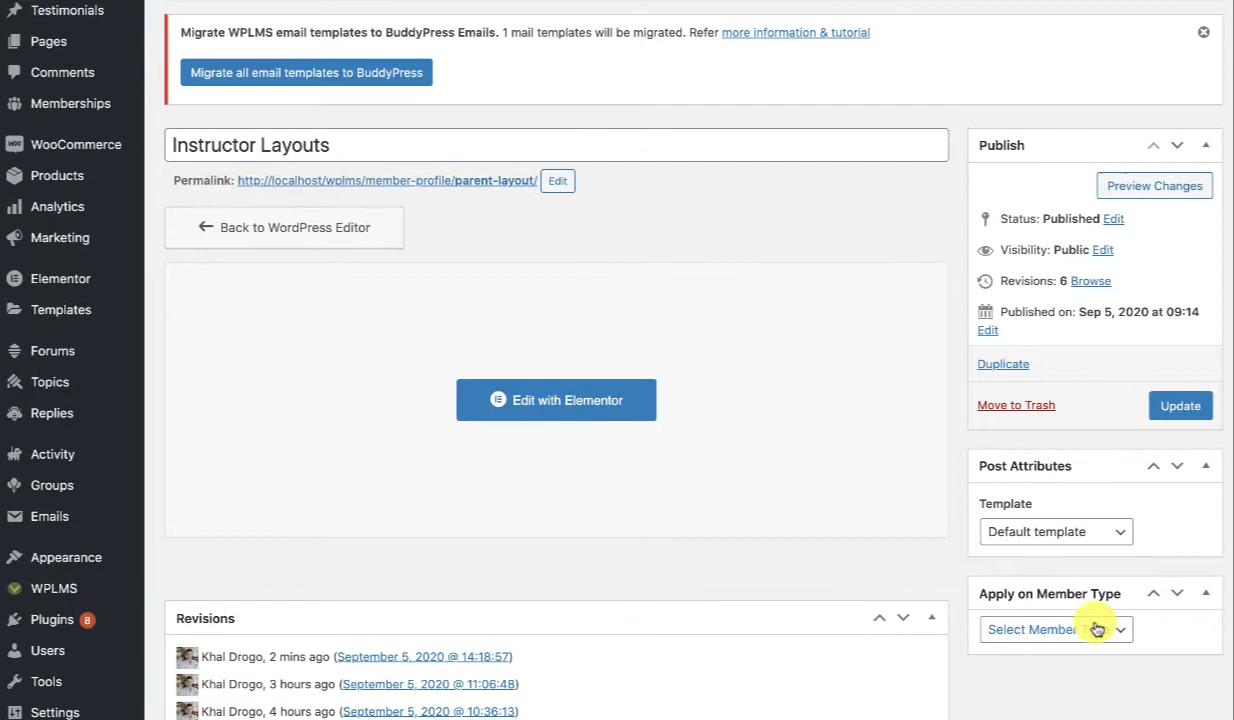 Testimonials
Pages
Comments
Memberships
WooCommerce
Products
Analytics
Marketing
Elementor
Templates
Forums
Topics
Replies
Activity
Groups
Emails
Appearance
WPLMS
Plugins 8
Users
Tools
Settings
Migrate WPLMS email templates to BuddyPress Emails. 1 mail templates will be migrated. Refer more information & tutorial
Migrate all email templates to BuddyPress
Instructor Layouts
Permalink: http://localhost/wplms/member-profile/parent-layout/ Edit
Back to WordPress Editor
Edit with Elementor
Revisions
Khal Drogo, 2 mins ago (September 5, 2020 @ 14:18:57)
Khal Drogo, 3 hours ago (September 5, 2020 @ 11:06:48)
Khal Drogo, 4 hours ago (September 5, 2020 @ 10:36:13)
Publish
Preview Changes
Status: Published Edit
Visibility: Public Edit
Revisions: 6 Browse
Published on: Sep 5, 2020 at 09:14
Edit
Duplicate
Move to Trash
Update
Post Attributes
Template
Default template
Apply on Member Type
Select Member